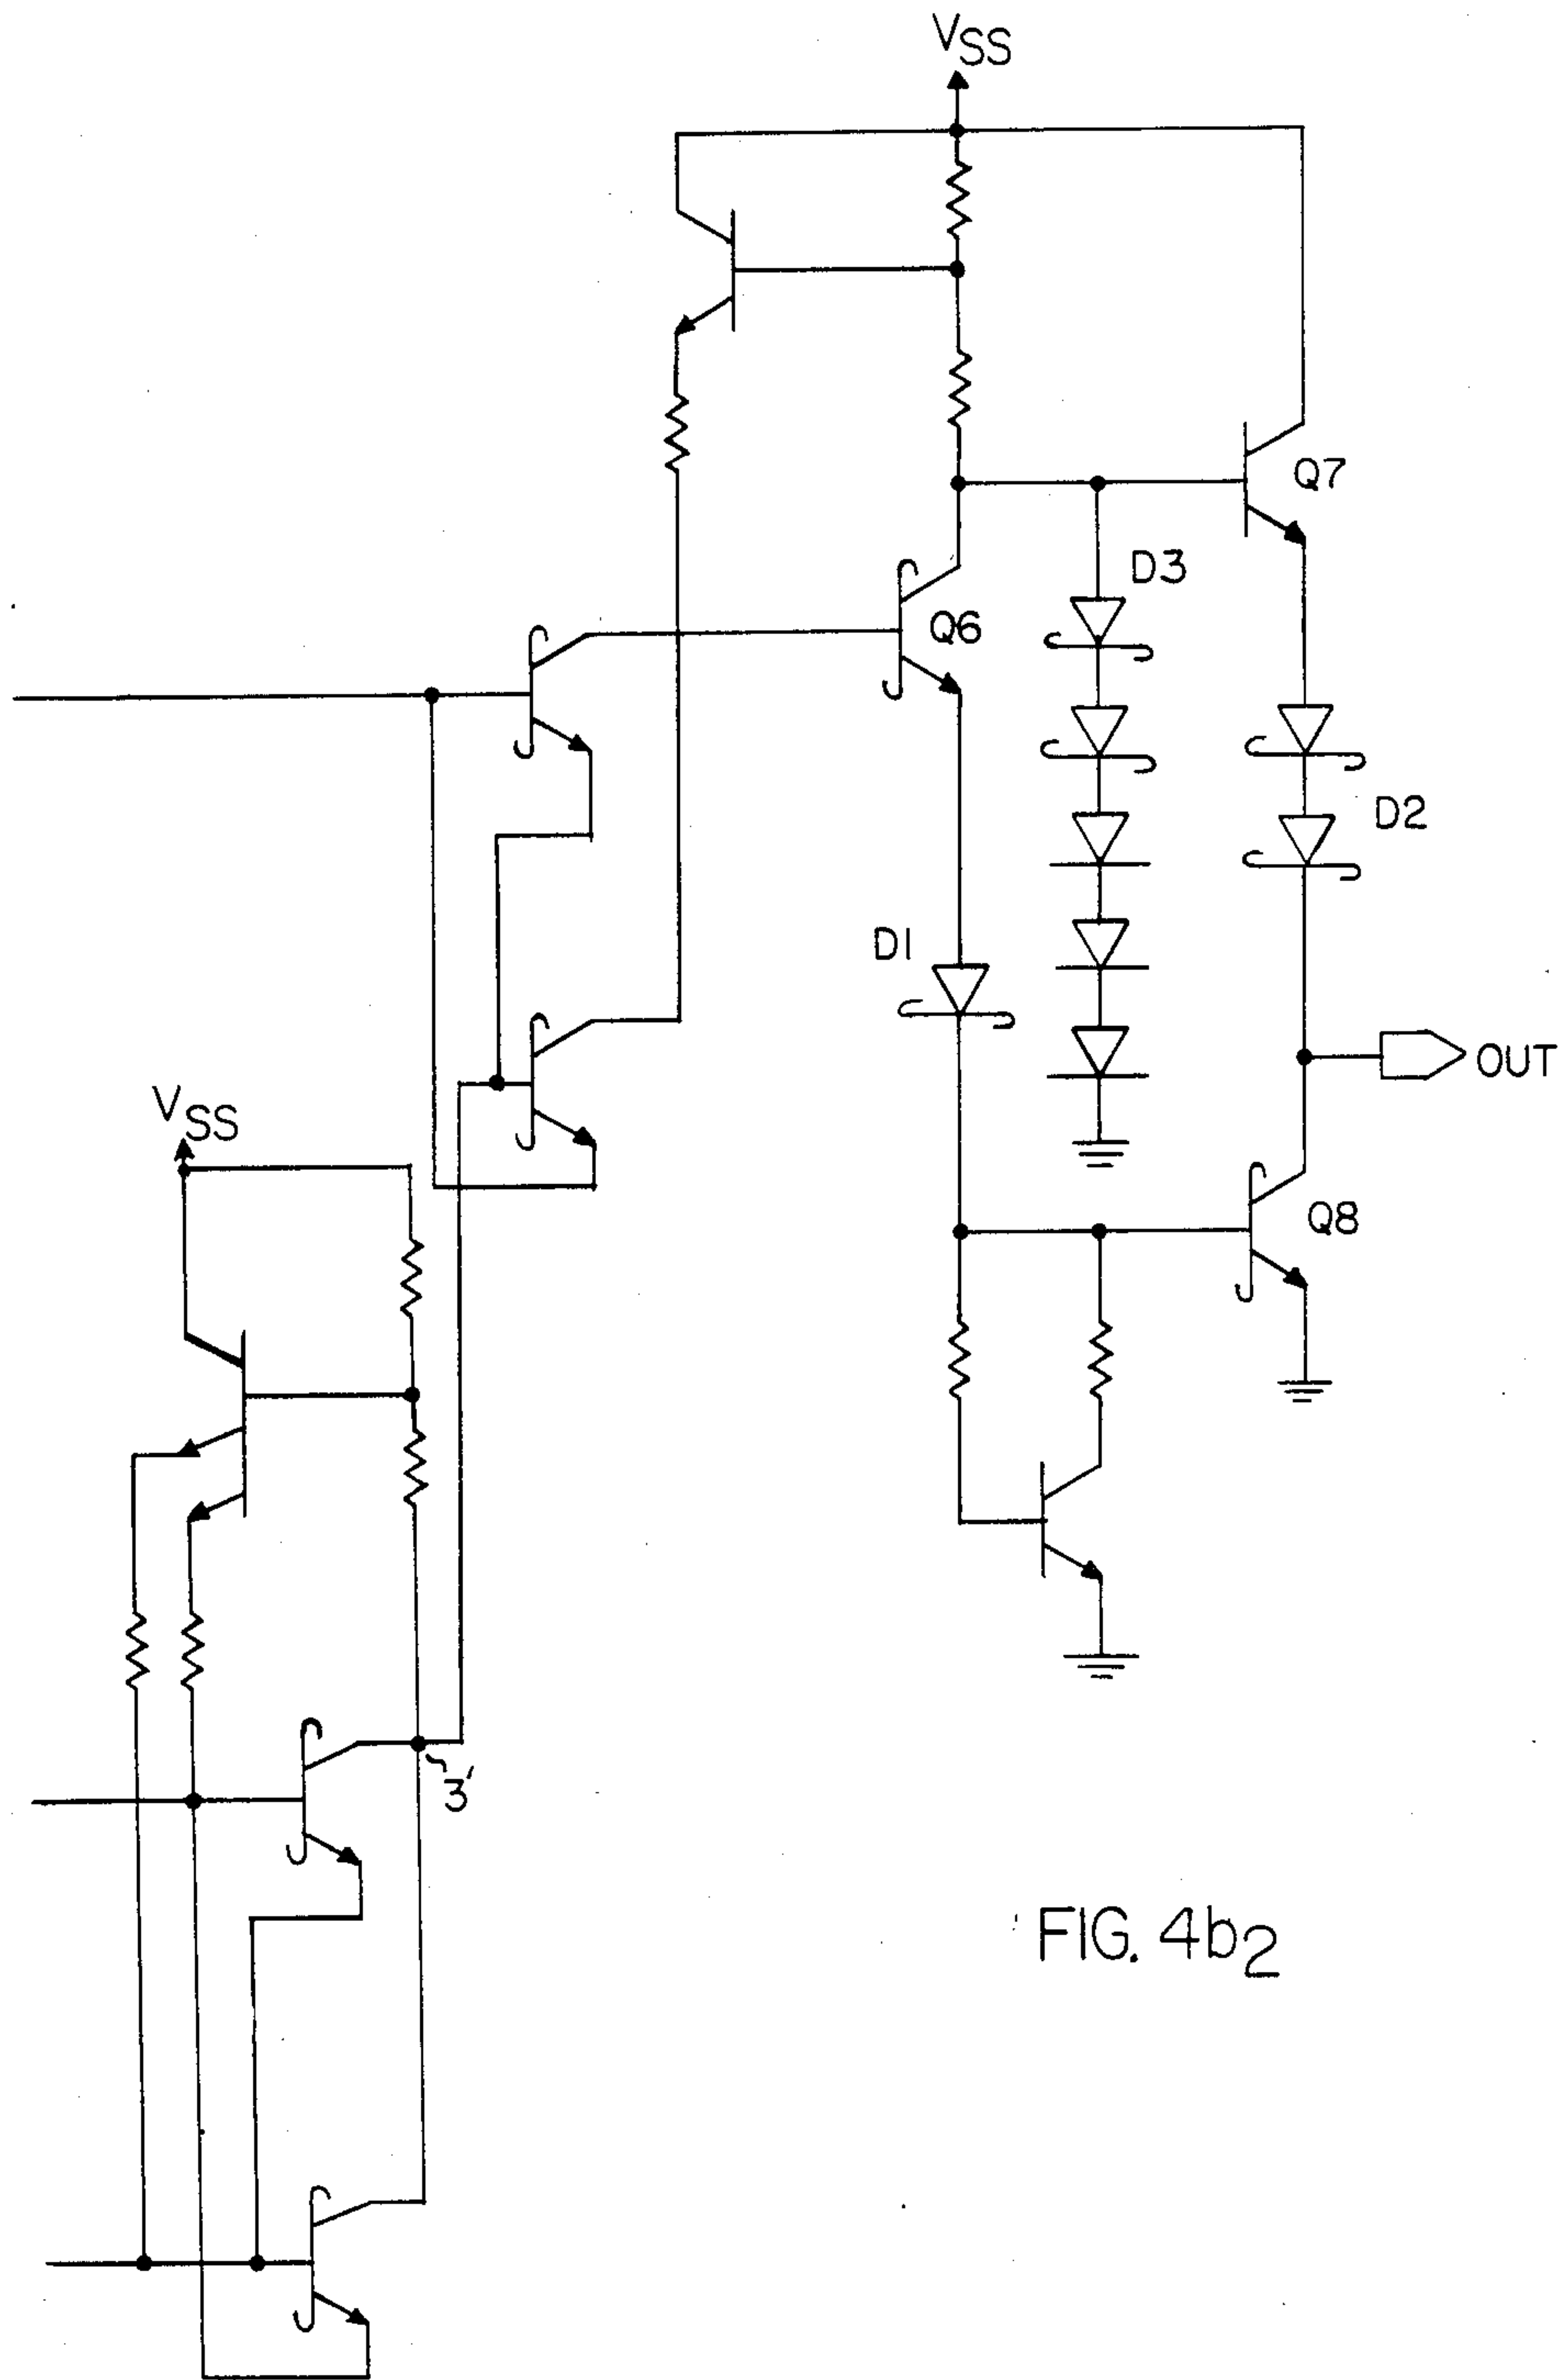 VSS
Q7
D3
Q6
D2
D1
OUT
VSS
Q8
3'
FIG. 4b2